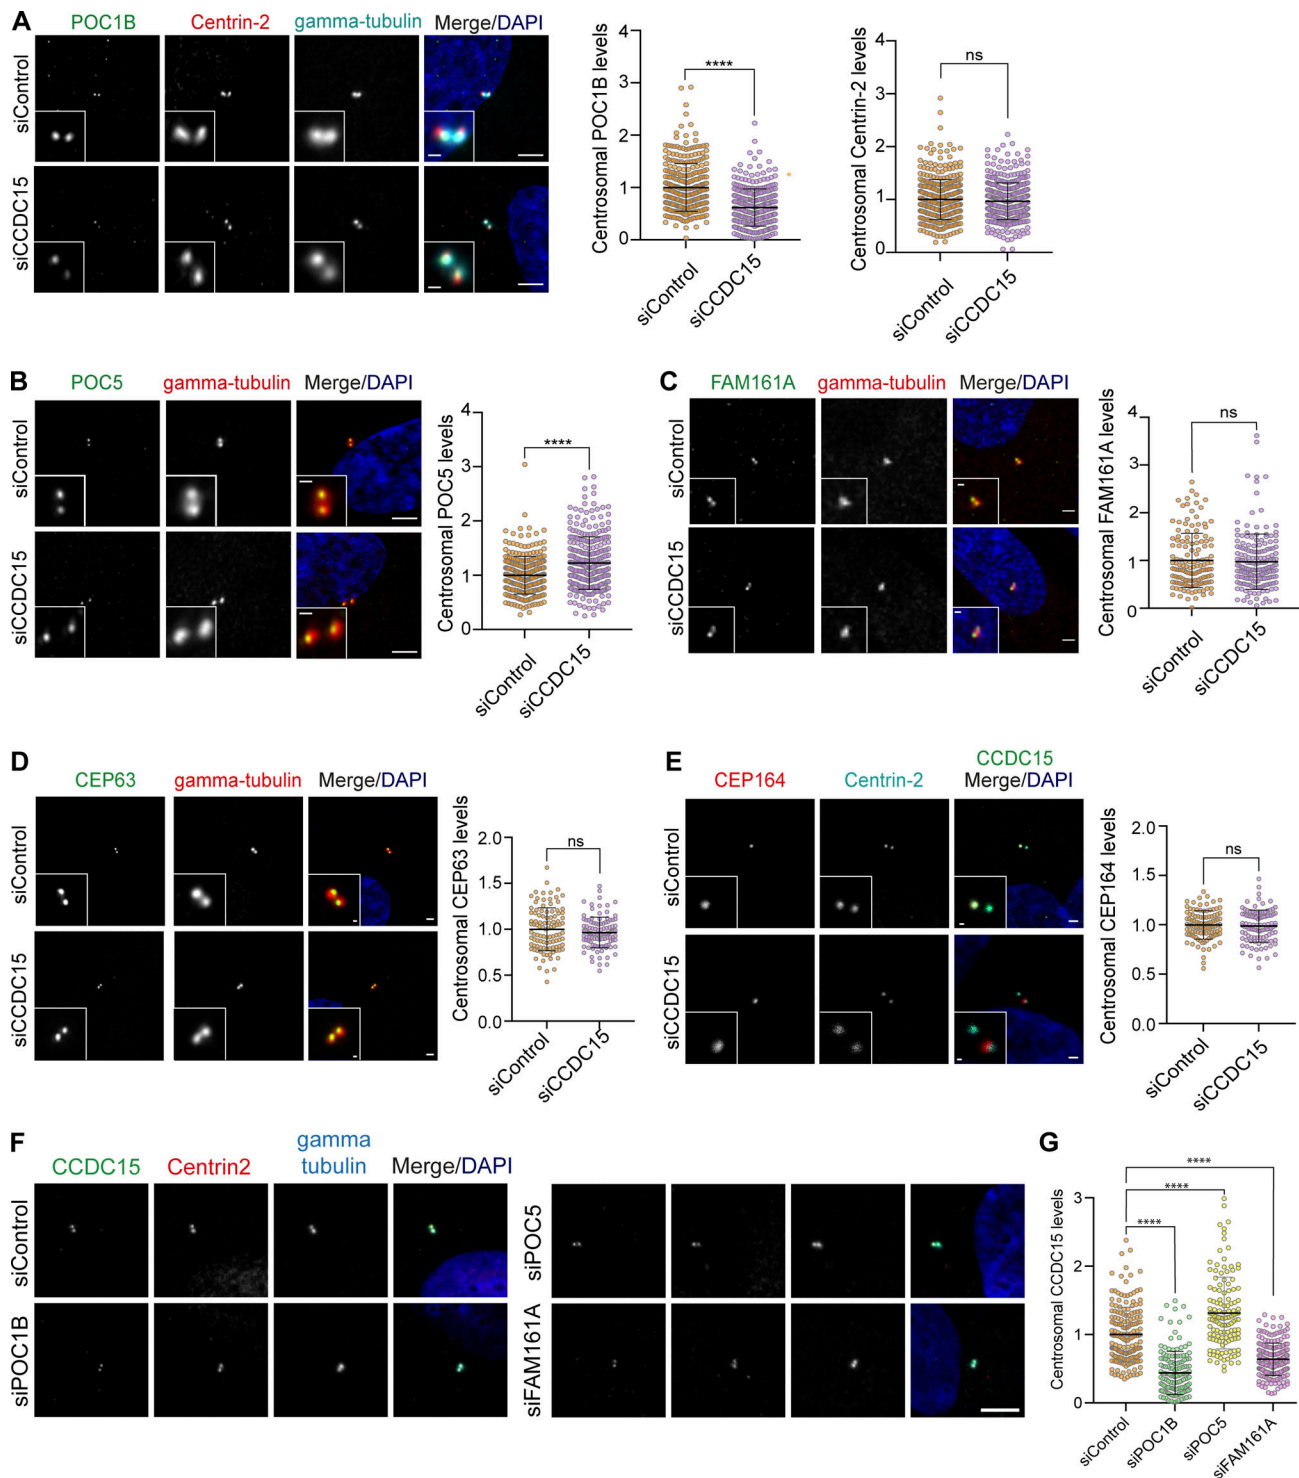 A
POC1B Centrin-2 gamma-tubulin Merge/DAPI
siControl
siCCDC15
Centrosomal POC1B levels
4
3
2
1
0
****
siControl
siCCDC15
Centrosomal Centrin-2 levels
4
3
2
1
0
ns
siControl
siCCDC15
B
POC5 gamma-tubulin Merge/DAPI
siControl
siCCDC15
Centrosomal POC5 levels
4
3
2
1
0
****
siControl
siCCDC15
C
FAM161A gamma-tubulin Merge/DAPI
siControl
siCCDC15
Centrosomal FAM161A levels
4
3
2
1
0
ns
siControl
siCCDC15
D
CEP63 gamma-tubulin Merge/DAPI
siControl
siCCDC15
Centrosomal CEP63 levels
2.0
1.5
1.0
0.5
0.0
ns
siControl
siCCDC15
E
CCDC15
CEP164 Centrin-2 Merge/DAPI
siControl
siCCDC15
Centrosomal CEP164 levels
2.0
1.5
1.0
0.5
0.0
ns
siControl
siCCDC15
F
gamma
CCDC15 Centrin2 tubulin Merge/DAPI
siControl
siPOC1B
siPOC5
siFAM161A
G
Centrosomal CCDC15 levels
3
2
1
0
****
****
****
siControl
siPOC1B
siPOC5
siFAM161A